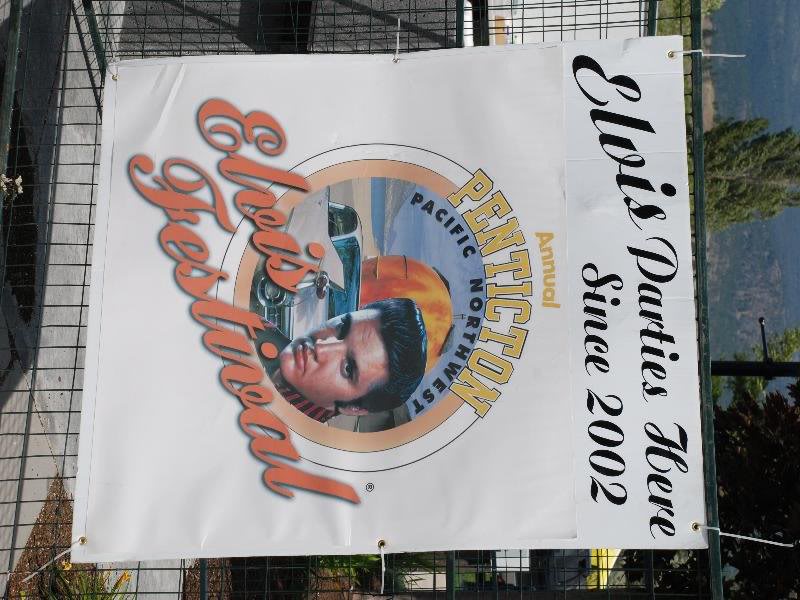 Elvis Parties Here
Since 2002
Annual
PENTICTON
PACIFIC NORTHWEST
Elvis
Festival
®